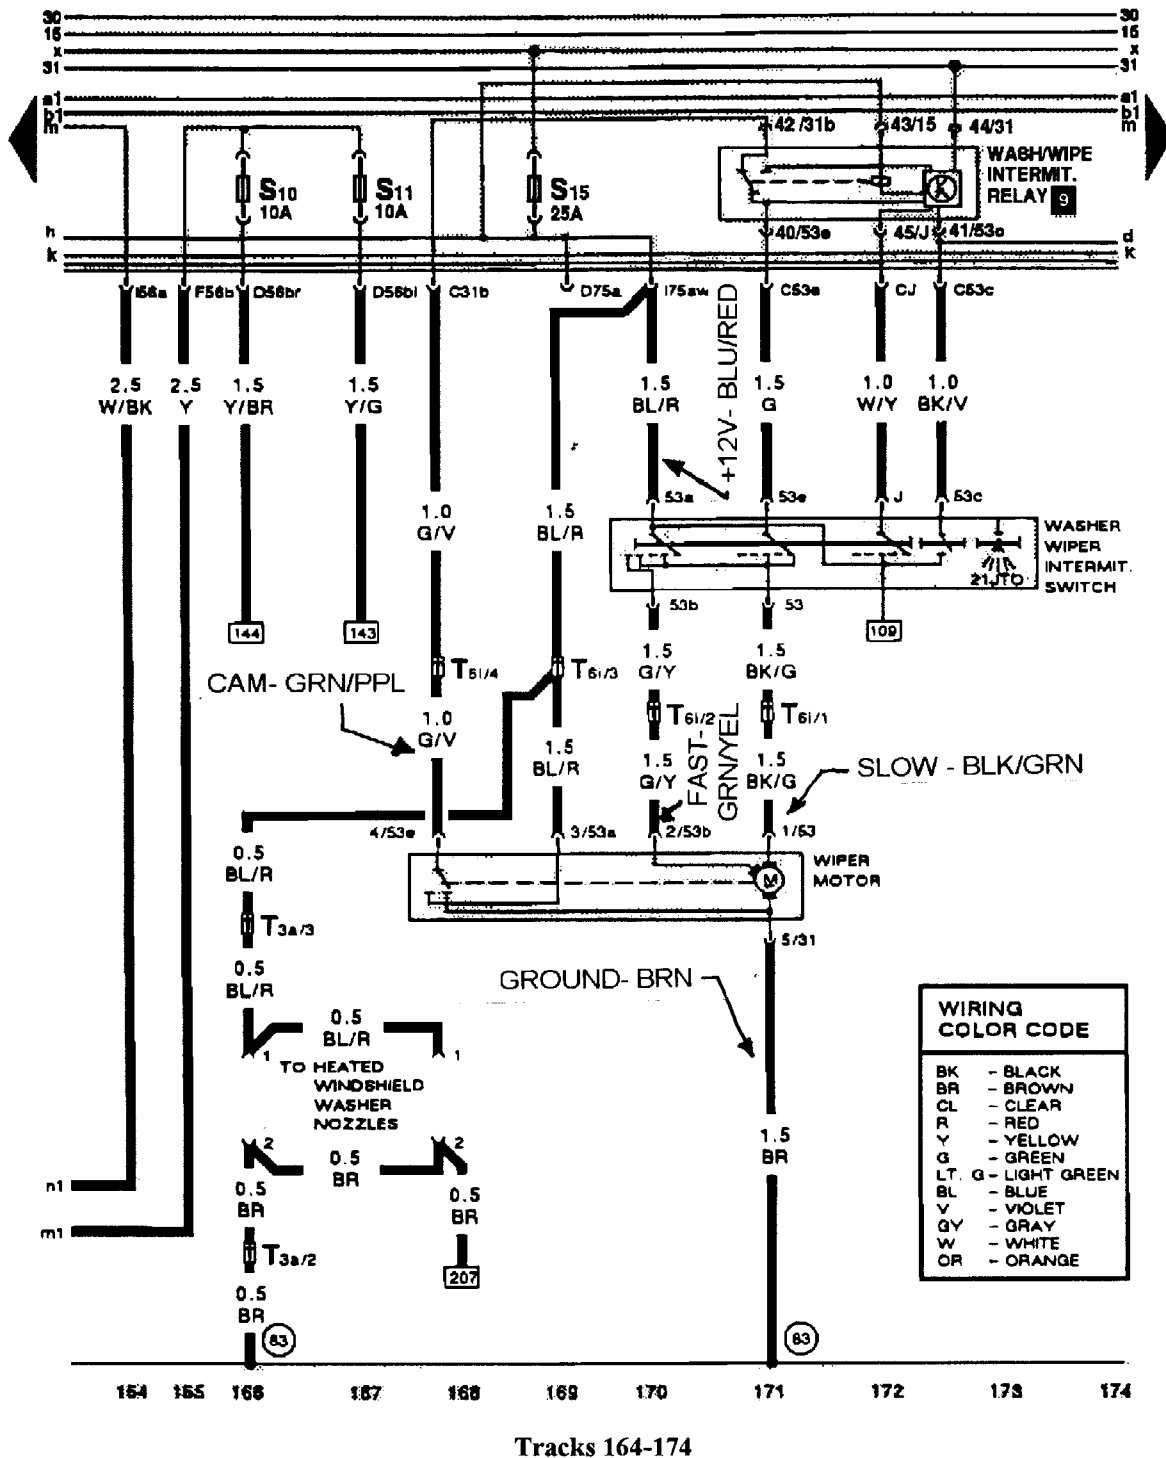 30 30
15 15
x x
31 31
a1 a1
b1 b1
m m
42/31b 43/15 44/31
WASH/WIPE
INTERMIT.
RELAY 9
K
S10 S11 S15
10A 10A 25A
h 40/53e 45/J 41/53c d
k K
I56a F56b D56br D56bl C31b D75a I75aw C53e CJ C53c
2.5 2.5 1.5 1.5 1.5 1.5 1.0 1.0
W/BK Y Y/BR Y/G BL/R G W/Y BK/V
+12V- BLU/RED
53a 53e J 53c
1.0 1.5
G/V BL/R
WASHER
WIPER
INTERMIT.
SWITCH
53b 53
144 143 109
1.5 1.5
G/Y BK/G
T6i/4 T6i/3
CAM- GRN/PPL
T6i/2 T6i/1
1.0
G/V
1.5 1.5 1.5
BL/R G/Y BK/G
FAST-
GRN/YEL
SLOW - BLK/GRN
4/53e 3/53a 2/53b 1/53
WIPER
MOTOR
M
0.5
BL/R
T3a/3
5/31
0.5
BL/R
GROUND- BRN
0.5
BL/R
1 1
TO HEATED
WINDSHIELD
WASHER
NOZZLES
2 2
0.5
BR
1.5
BR
n1
0.5 0.5
BR BR
m1
T3a/2
207
0.5
BR
83 83
WIRING
COLOR CODE
BK - BLACK
BR - BROWN
CL - CLEAR
R - RED
Y - YELLOW
G - GREEN
LT. G - LIGHT GREEN
BL - BLUE
V - VIOLET
GY - GRAY
W - WHITE
OR - ORANGE
164 165 166 167 168 169 170 171 172 173 174
Tracks 164-174